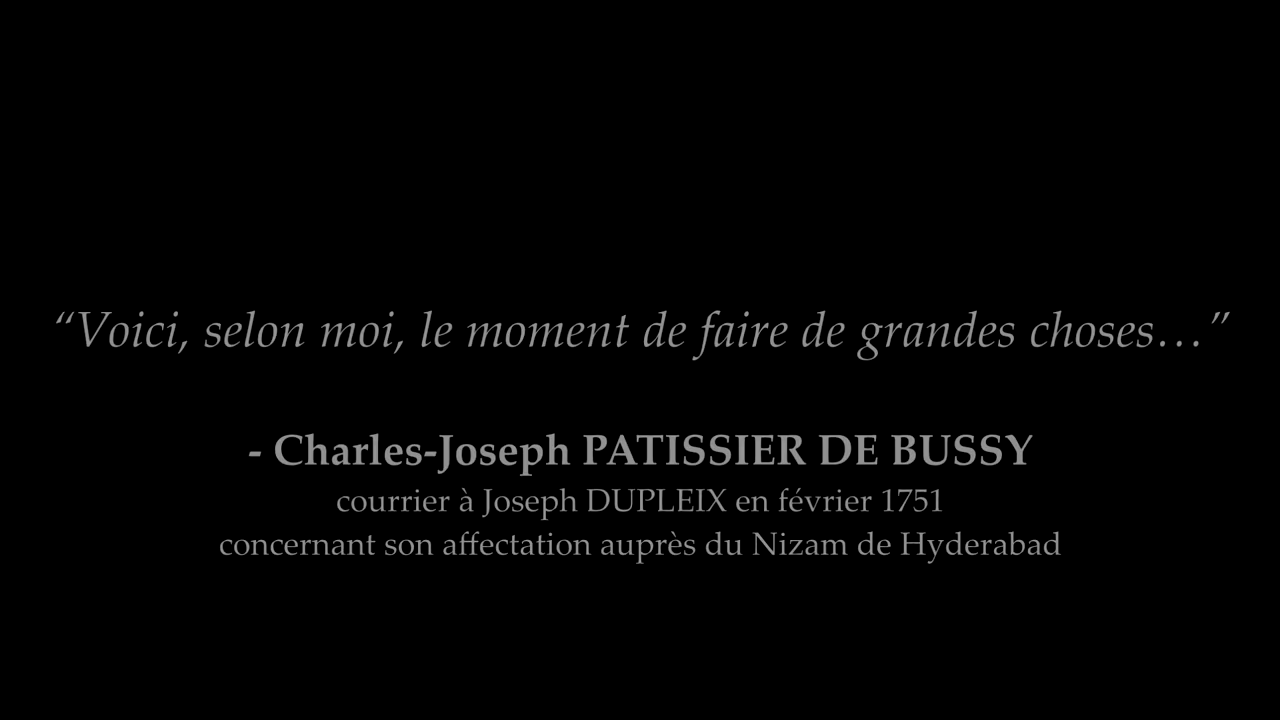 “Voici, selon moi, le moment de faire de grandes choses…”
- Charles-Joseph PATISSIER DE BUSSY
courrier à Joseph DUPLEIX en février 1751
concernant son affectation auprès du Nizam de Hyderabad